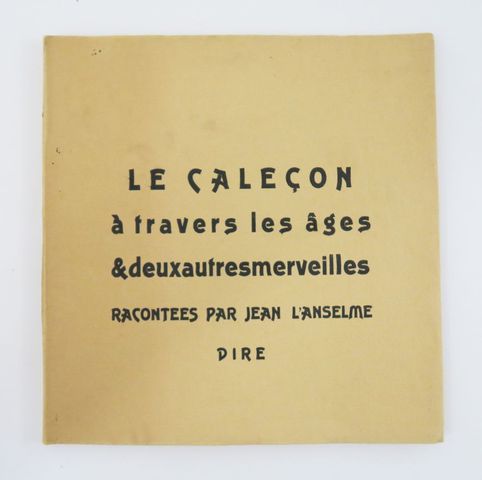 LE CALEÇON
à travers les âges
&deuxautresmerveilles
RACONTEES PAR JEAN L'ANSELME
DIRE